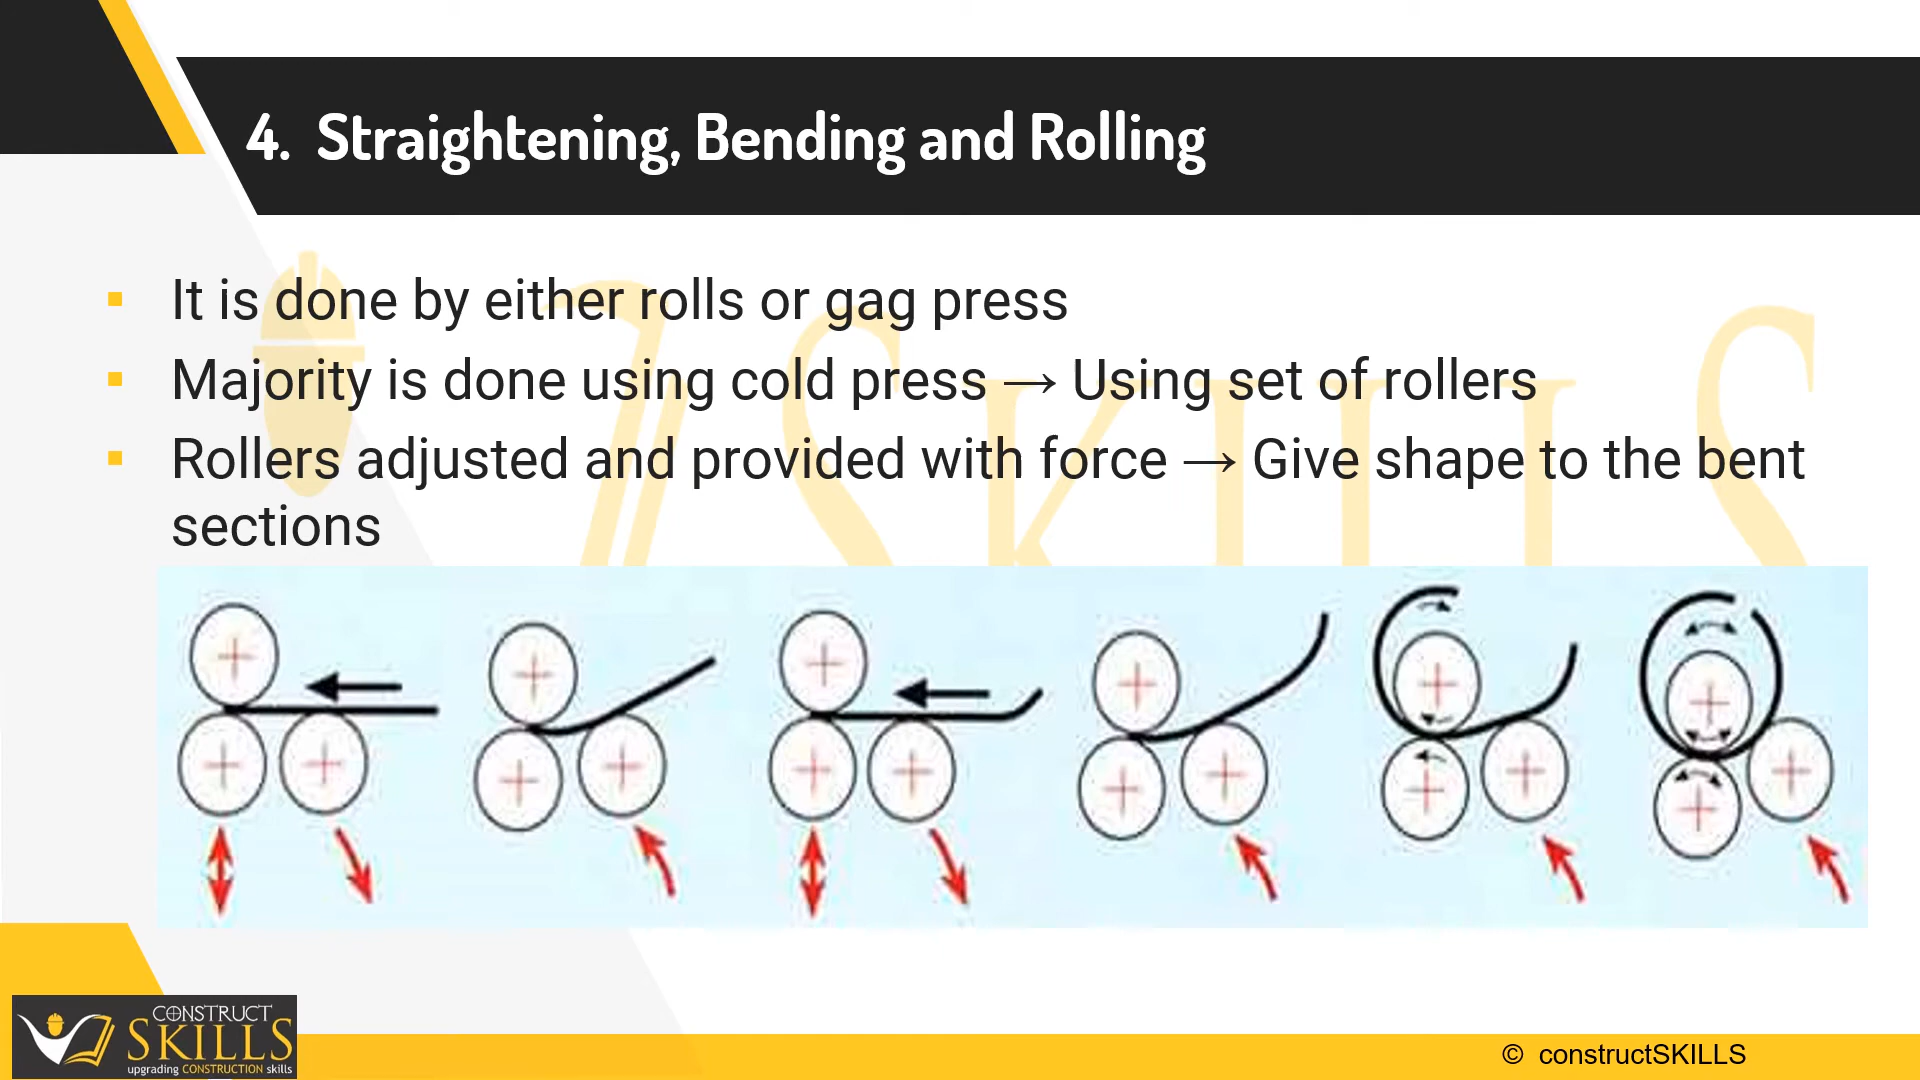 4. Straightening, Bending and Rolling
It is done by either rolls or gag press
Majority is done using cold press → Using set of rollers
Rollers adjusted and provided with force → Give shape to the bent
sections
SKILLS
CONSTRUCT
SKILLS
upgrading CONSTRUCTION skills
© constructSKILLS